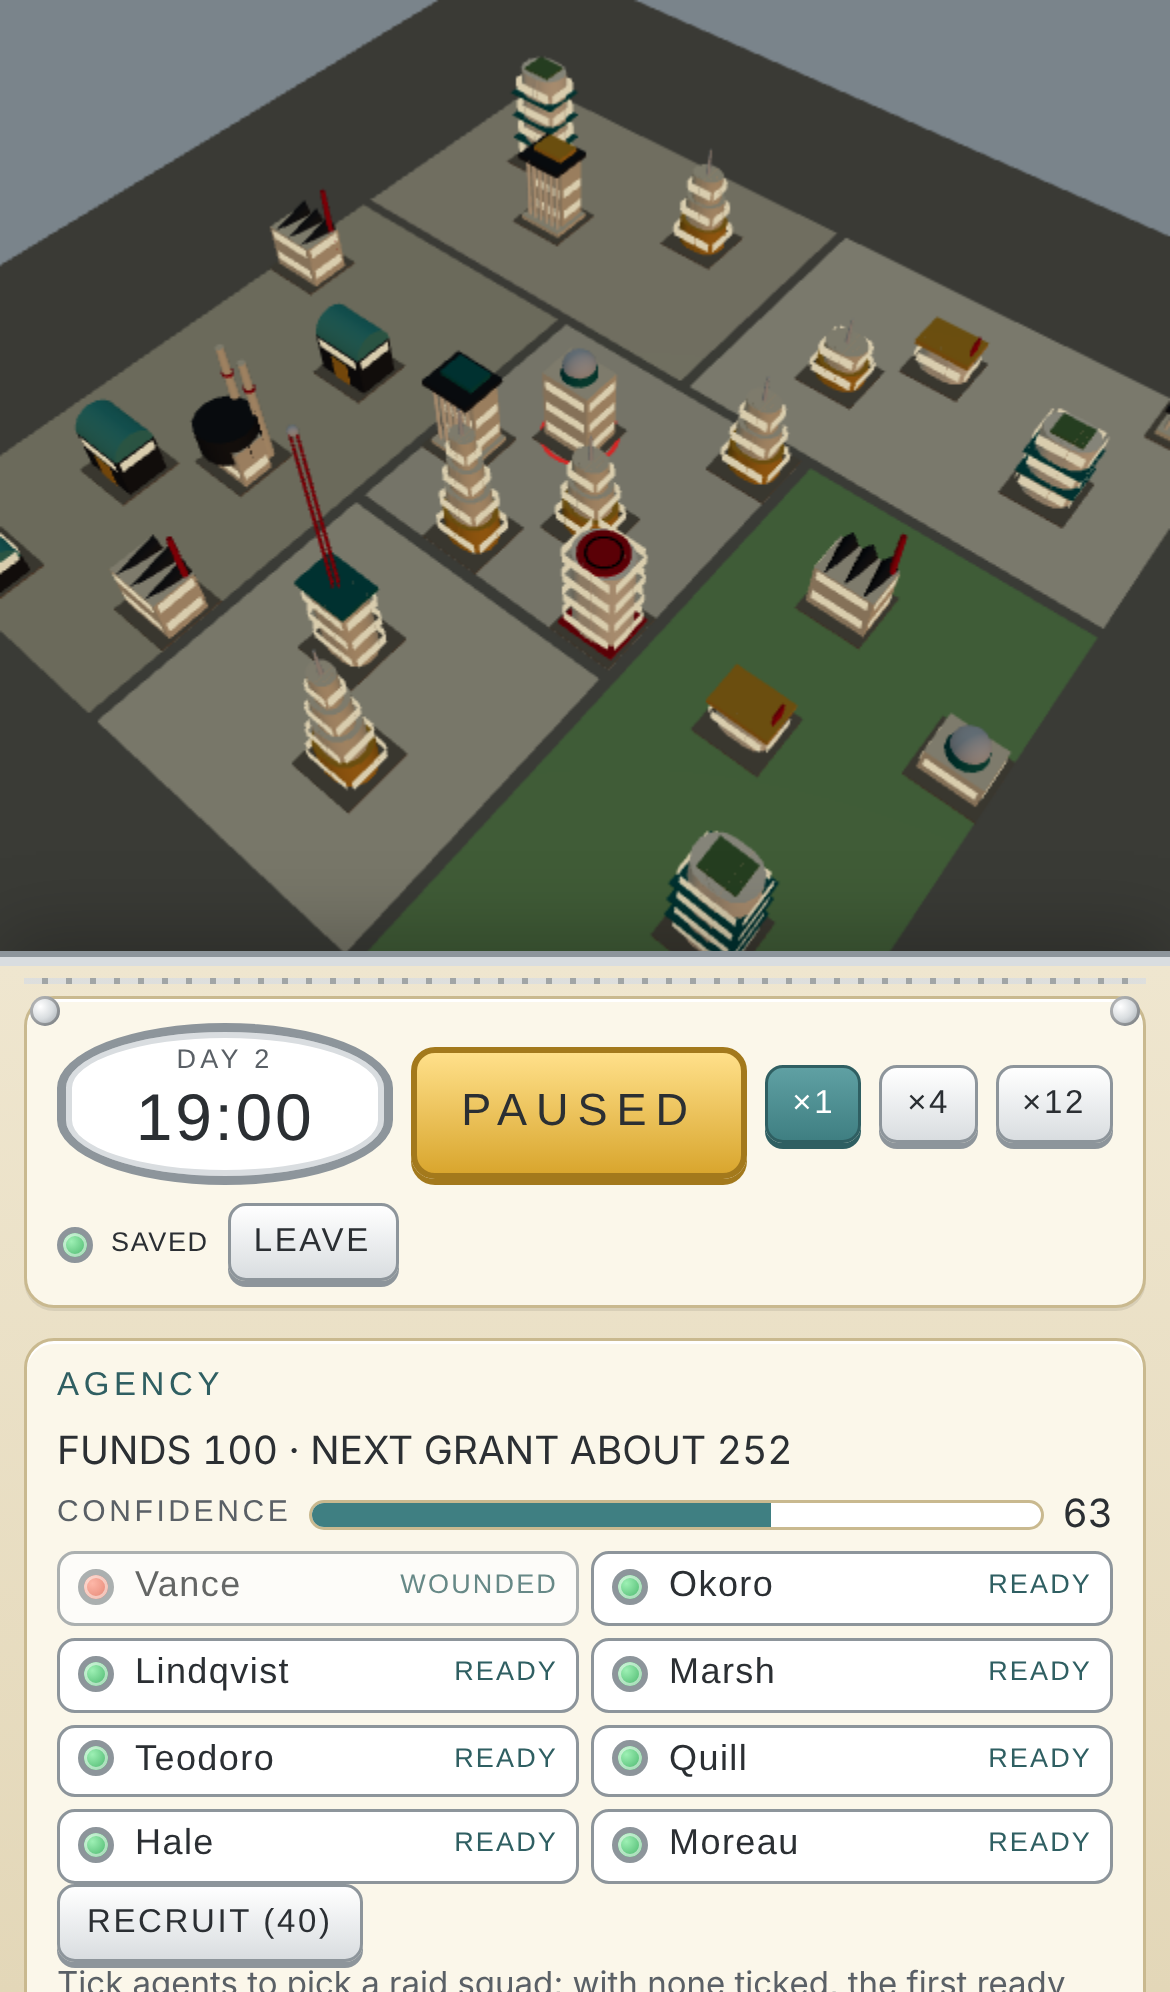 DAY 2
19:00
PAUSED
×1
×4
×12
SAVED
LEAVE
AGENCY
FUNDS 100 · NEXT GRANT ABOUT 252
CONFIDENCE 63
Vance WOUNDED
Okoro READY
Lindqvist READY
Marsh READY
Teodoro READY
Quill READY
Hale READY
Moreau READY
RECRUIT (40)
Tick agents to pick a raid squad; with none ticked, the first ready